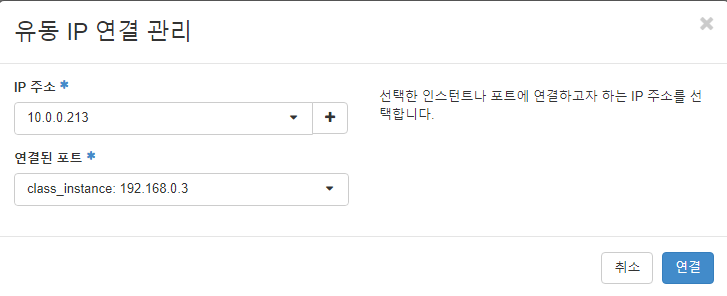 유동 IP 연결 관리
×
IP 주소 *
10.0.0.213
+
선택한 인스턴트나 포트에 연결하고자 하는 IP 주소를 선
택합니다.
연결된 포트 *
class_instance: 192.168.0.3
취소
연결